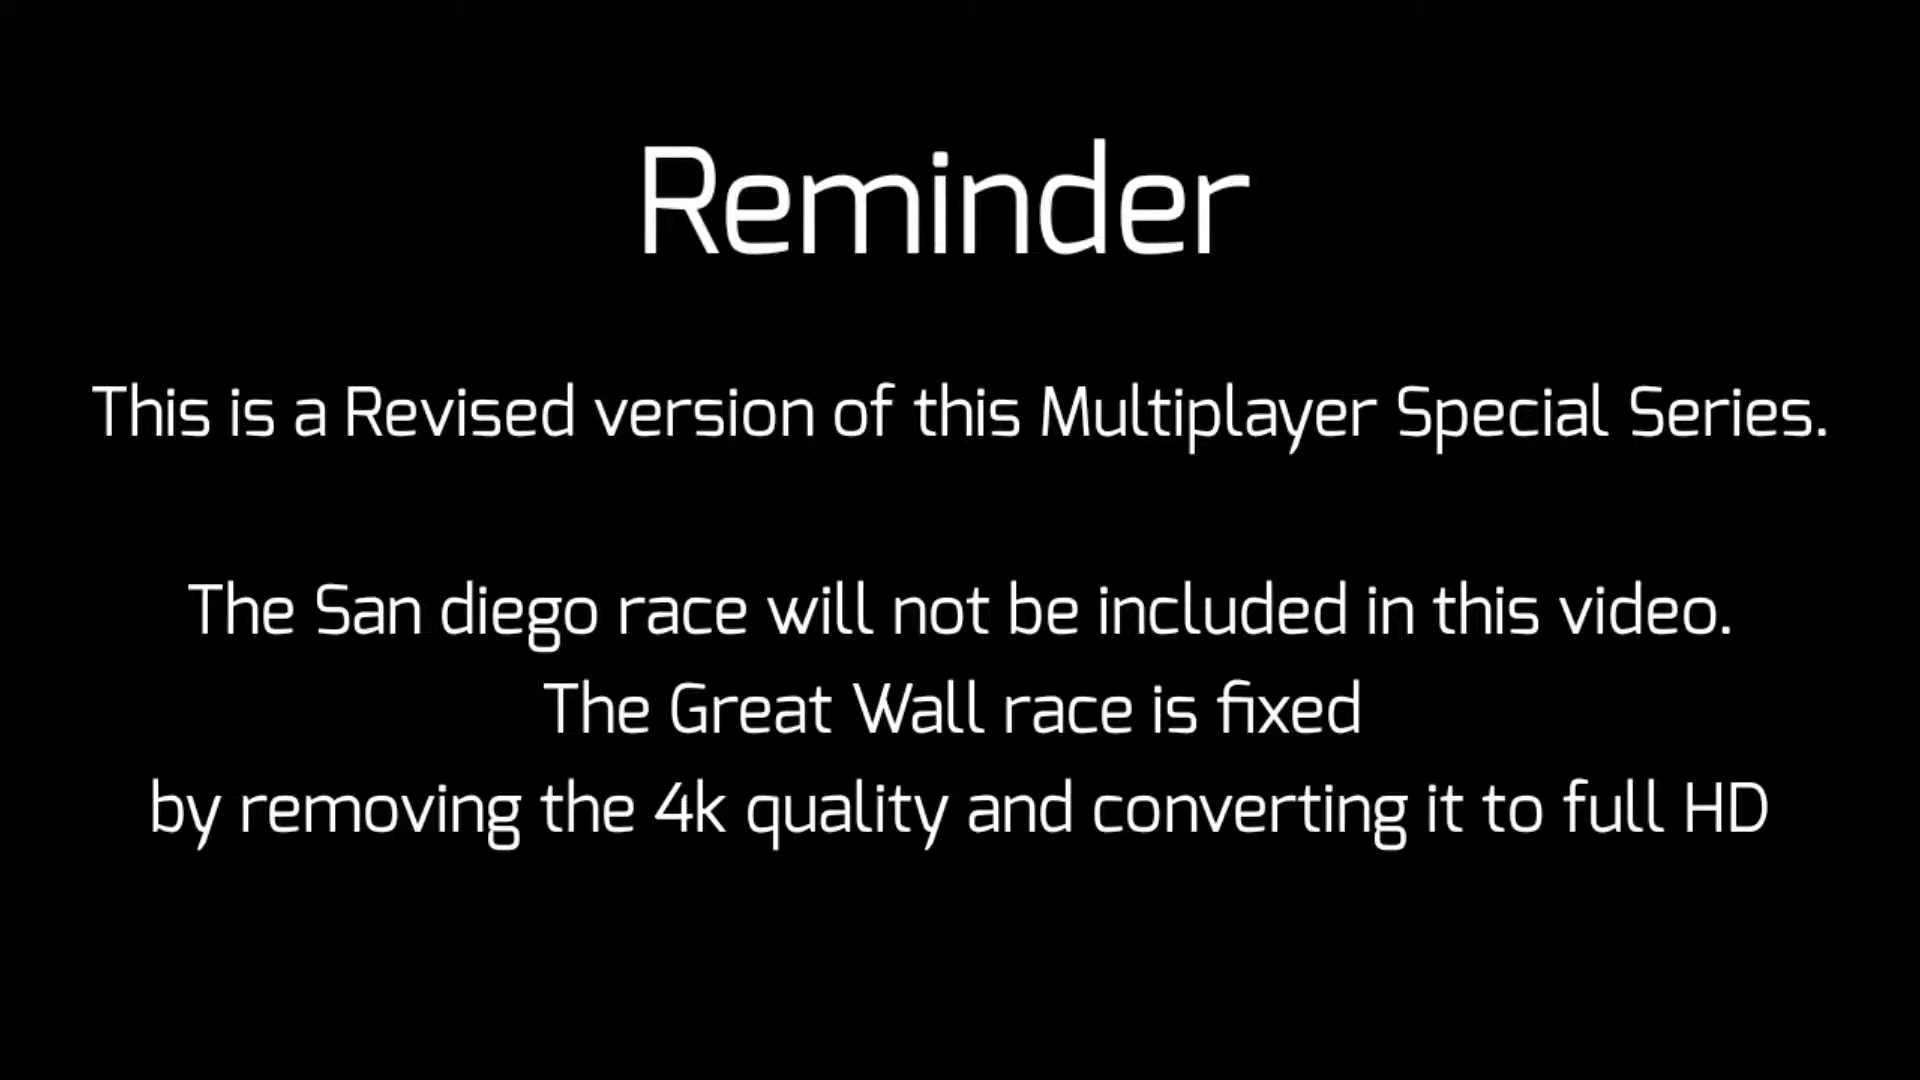 Reminder
This is a Revised version of this Multiplayer Special Series.
The San diego race will not be included in this video.
The Great Wall race is fixed
by removing the 4k quality and converting it to full HD